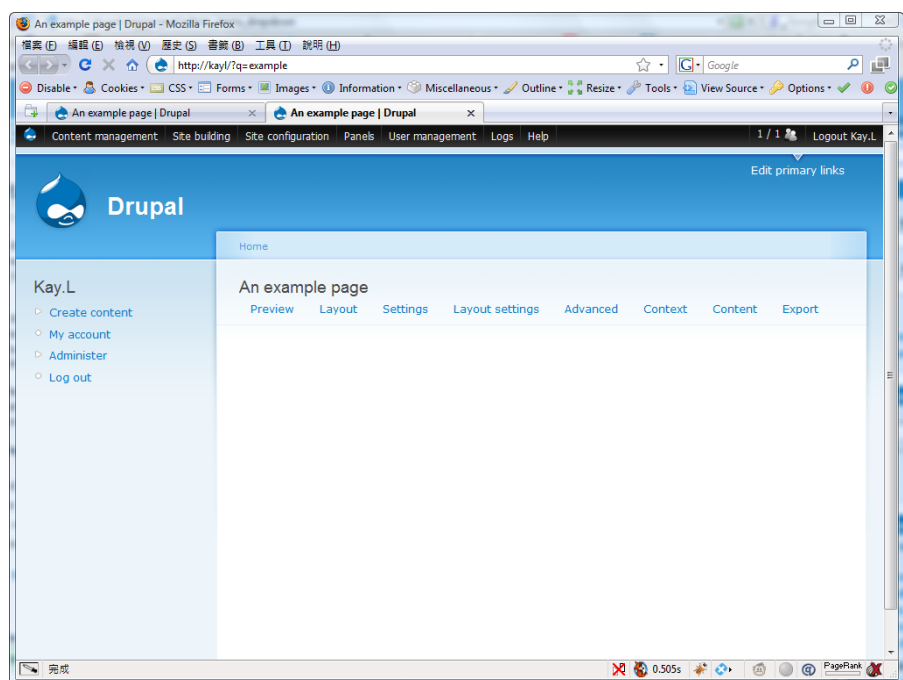 An example page | Drupal - Mozilla Firefox
檔案(F) 編輯(E) 檢視(V) 歷史(S) 書籤(B) 工具(T) 說明(H)
http://kayl/?q=example G Google
Disable Cookies CSS Forms Images Information Miscellaneous Outline Resize Tools View Source Options
An example page | Drupal An example page | Drupal
Content management Site building Site configuration Panels User management Logs Help 1 / 1 Logout Kay.L
Edit primary links
Drupal
Home
Kay.L
Create content
My account
Administer
Log out
An example page
Preview Layout Settings Layout settings Advanced Context Content Export
完成 0.505s PageRank